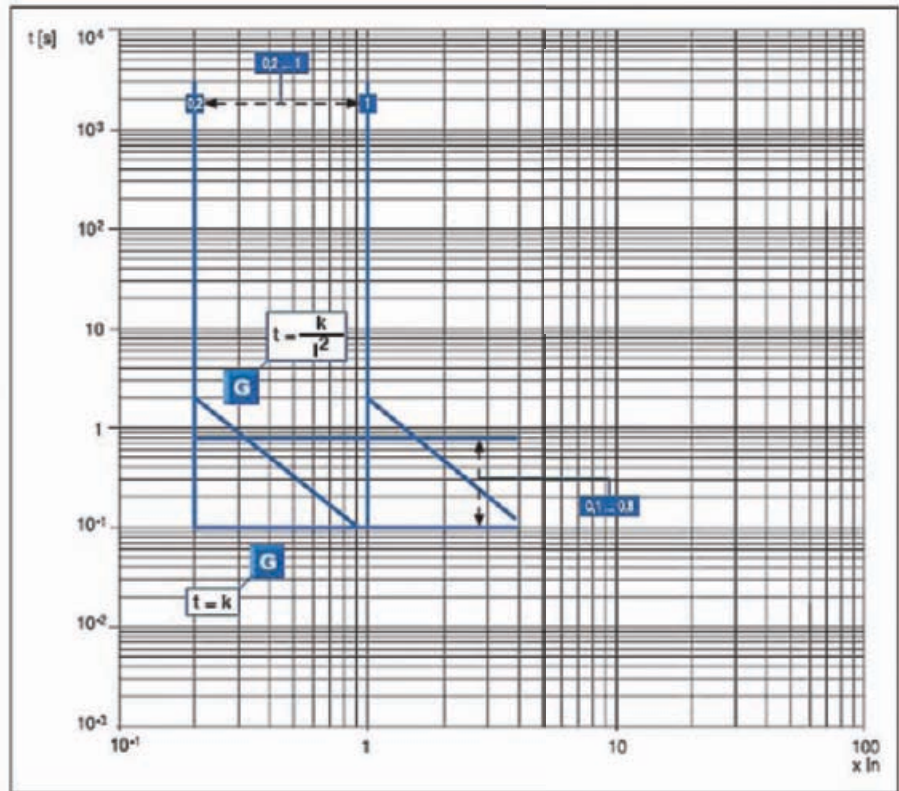 t [s]
10⁴
0,2 ... 1
0,2
1
10³
10²
t = k / I²
10
G
1
0,1 ... 0,8
10⁻¹
G
t = k
10⁻²
10⁻³
10⁻¹
1
10
100
x In